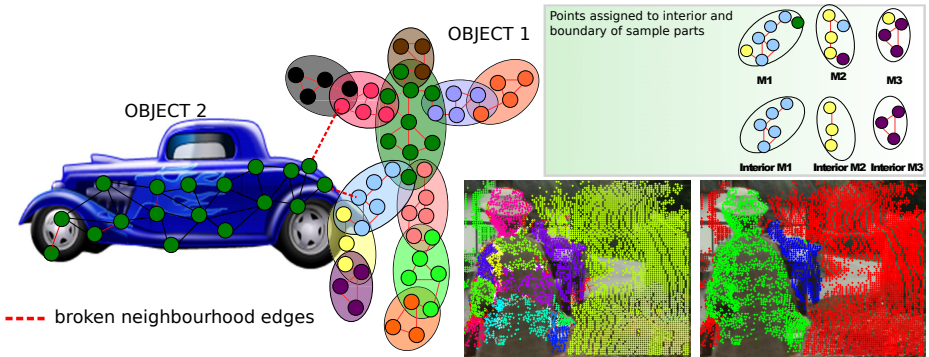 OBJECT 1
OBJECT 2
broken neighbourhood edges
Points assigned to interior and
boundary of sample parts
M1
M2
M3
Interior M1
Interior M2
Interior M3